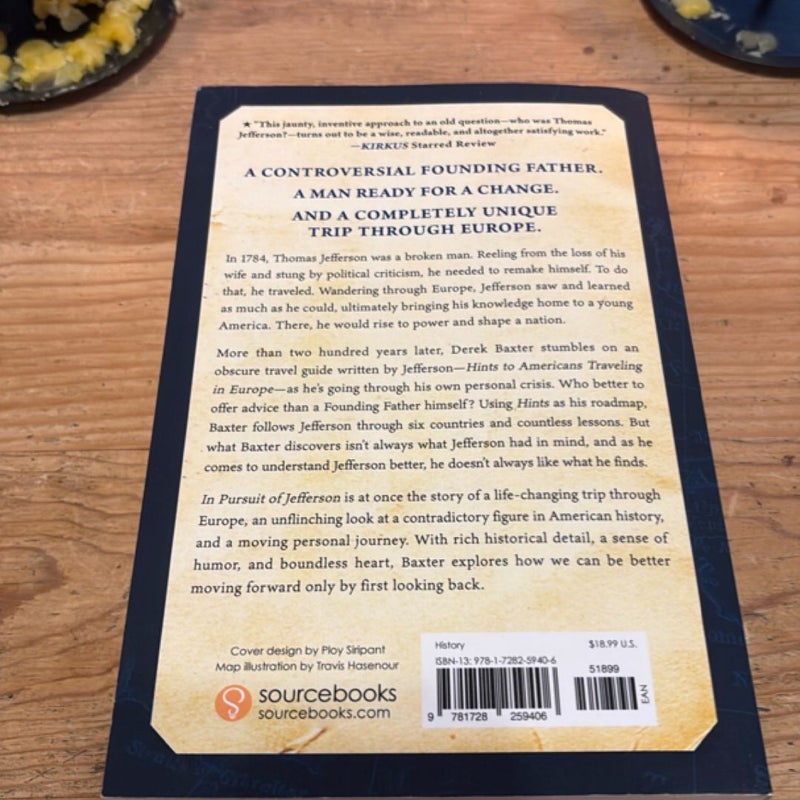 ★ "This jaunty, inventive approach to an old question—who was Thomas
Jefferson?—turns out to be a wise, readable, and altogether satisfying work."
—KIRKUS Starred Review
A CONTROVERSIAL FOUNDING FATHER.
A MAN READY FOR A CHANGE.
AND A COMPLETELY UNIQUE
TRIP THROUGH EUROPE.
In 1784, Thomas Jefferson was a broken man. Reeling from the loss of his
wife and stung by political criticism, he needed to remake himself. To do
that, he traveled. Wandering through Europe, Jefferson saw and learned
as much as he could, ultimately bringing his knowledge home to a young
America. There, he would rise to power and shape a nation.
More than two hundred years later, Derek Baxter stumbles on an
obscure travel guide written by Jefferson—Hints to Americans Traveling
in Europe—as he's going through his own personal crisis. Who better to
offer advice than a Founding Father himself? Using Hints as his roadmap,
Baxter follows Jefferson through six countries and countless lessons. But
what Baxter discovers isn't always what Jefferson had in mind, and as he
comes to understand Jefferson better, he doesn't always like what he finds.
In Pursuit of Jefferson is at once the story of a life-changing trip through
Europe, an unflinching look at a contradictory figure in American history,
and a moving personal journey. With rich historical detail, a sense of
humor, and boundless heart, Baxter explores how we can be better
moving forward only by first looking back.
Cover design by Ploy Siripant
Map illustration by Travis Hasenour
sourcebooks
sourcebooks.com
History
$18.99 U.S.
ISBN-13: 978-1-7282-5940-6
51899
EAN
9 781728 259406